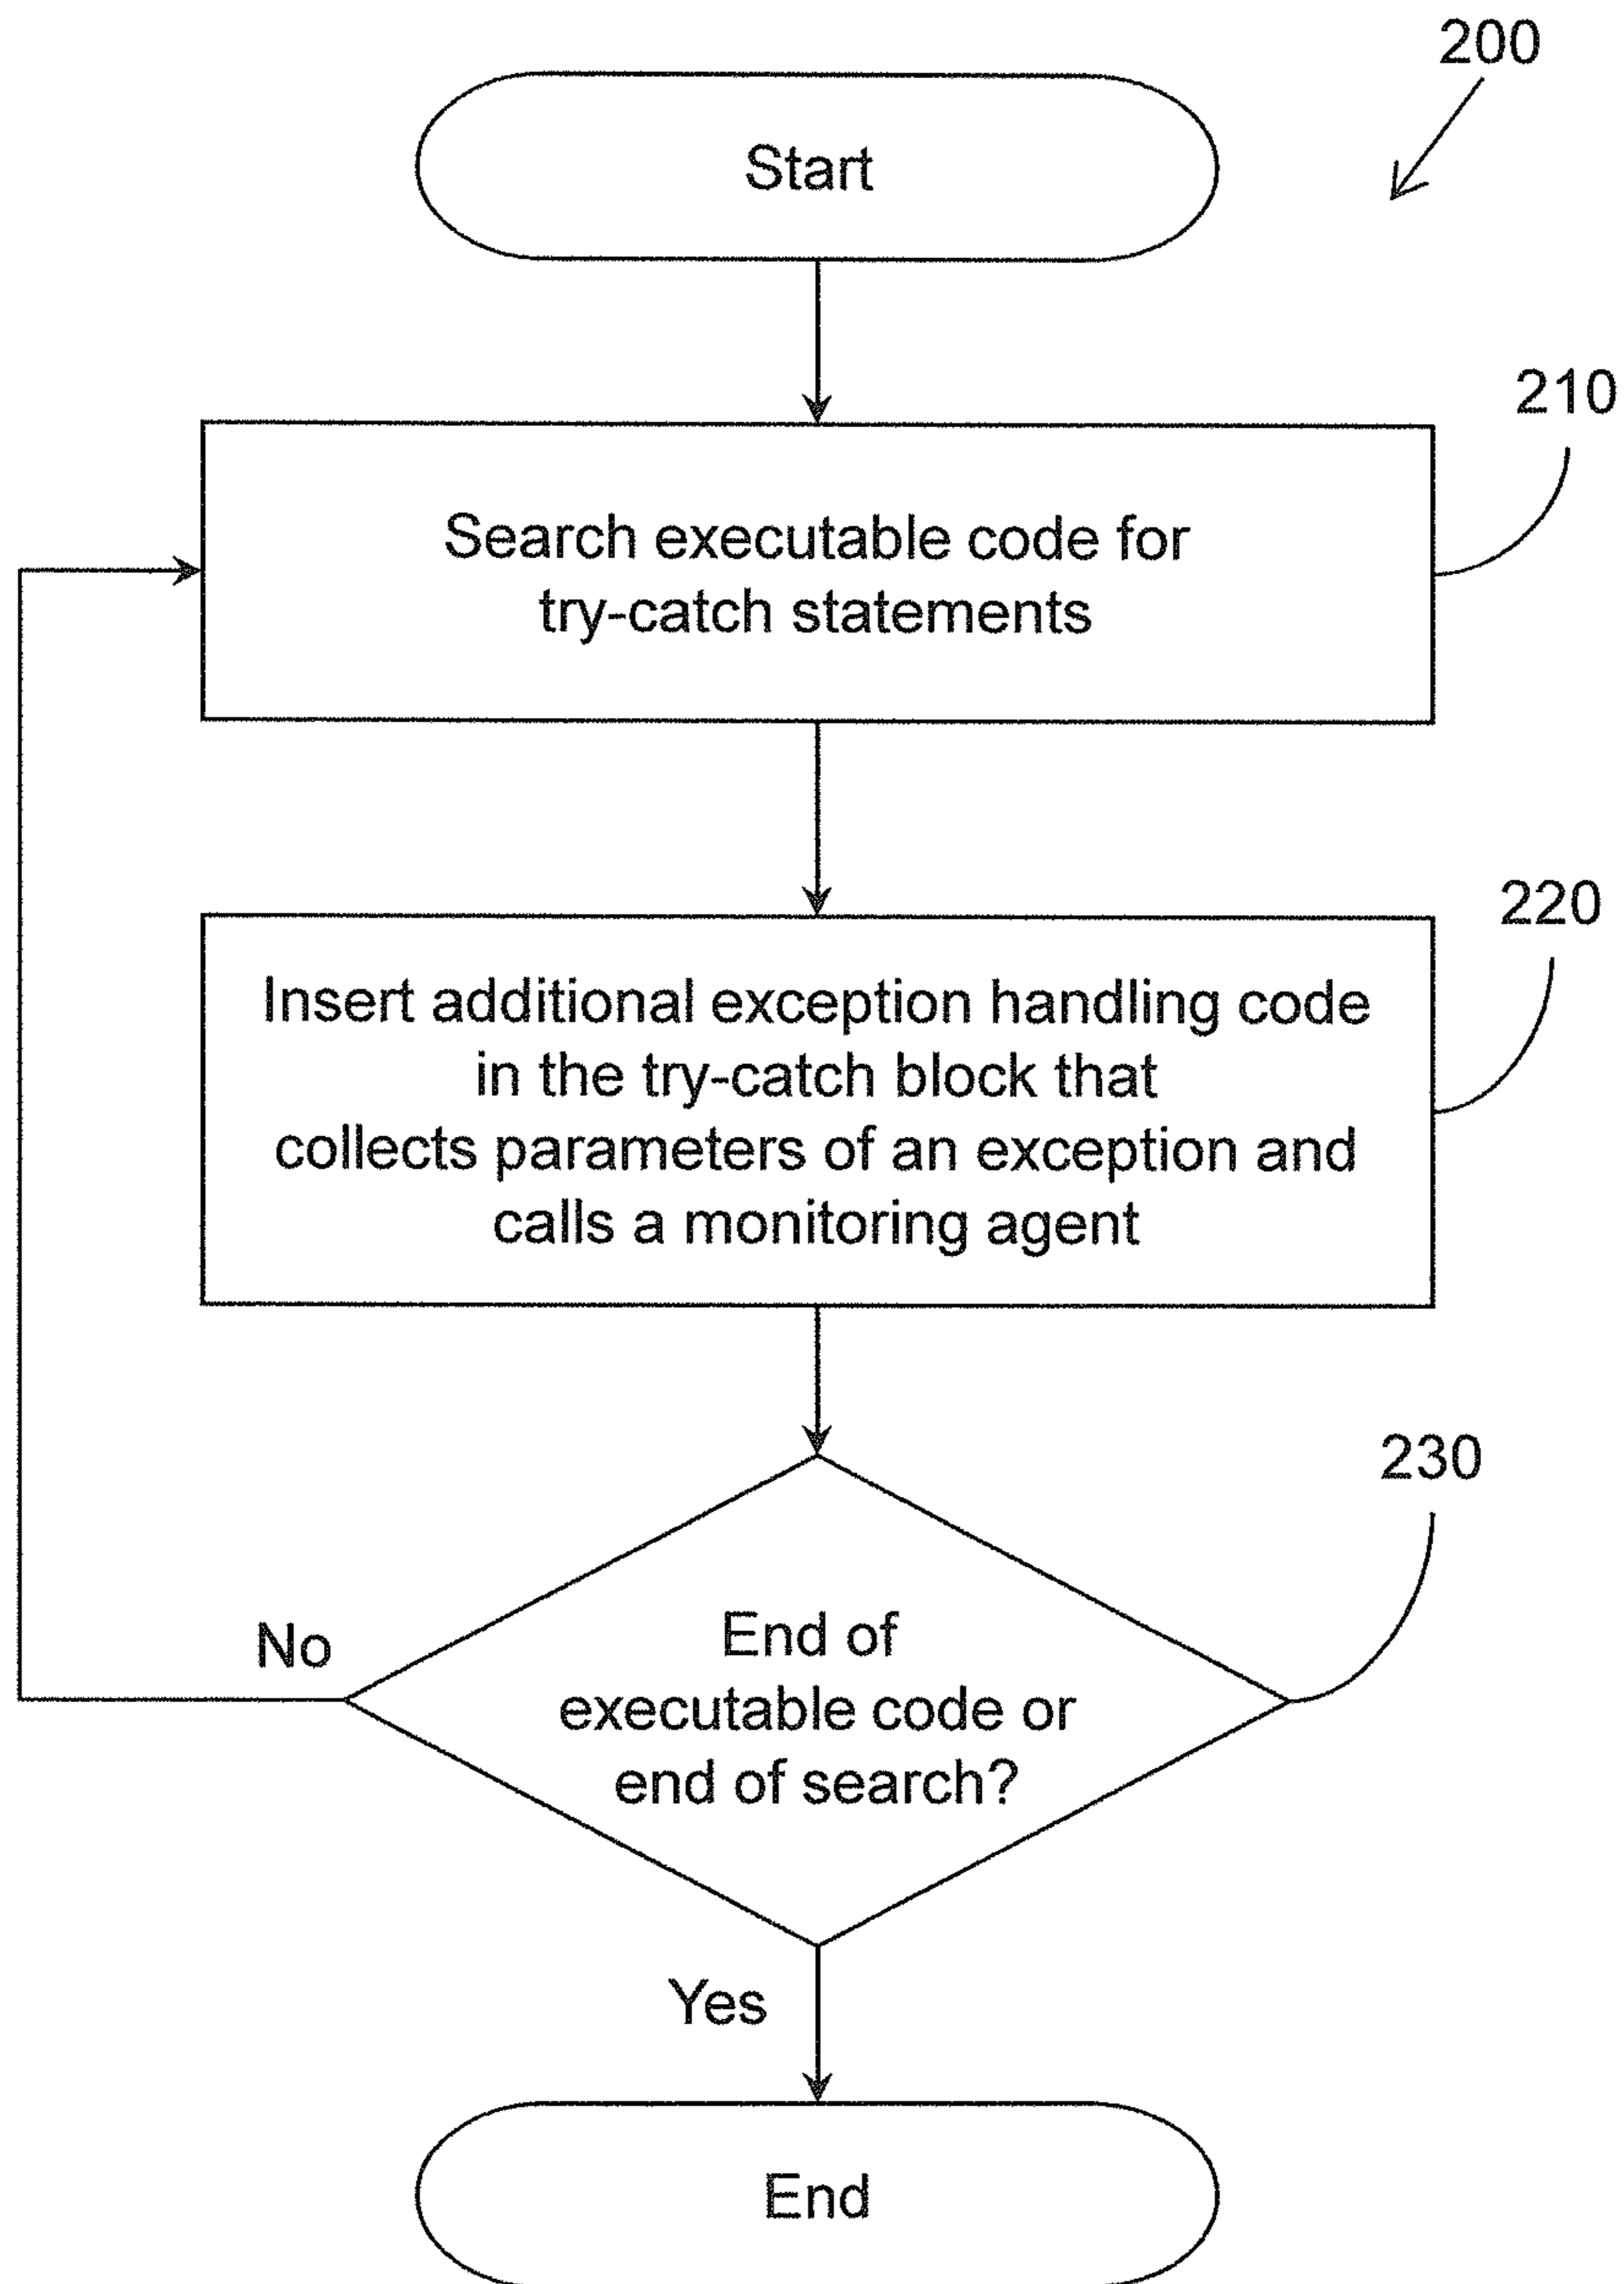 200
Start
210
Search executable code for
try-catch statements
220
Insert additional exception handling code
in the try-catch block that
collects parameters of an exception and
calls a monitoring agent
230
No
End of
executable code or
end of search?
Yes
End